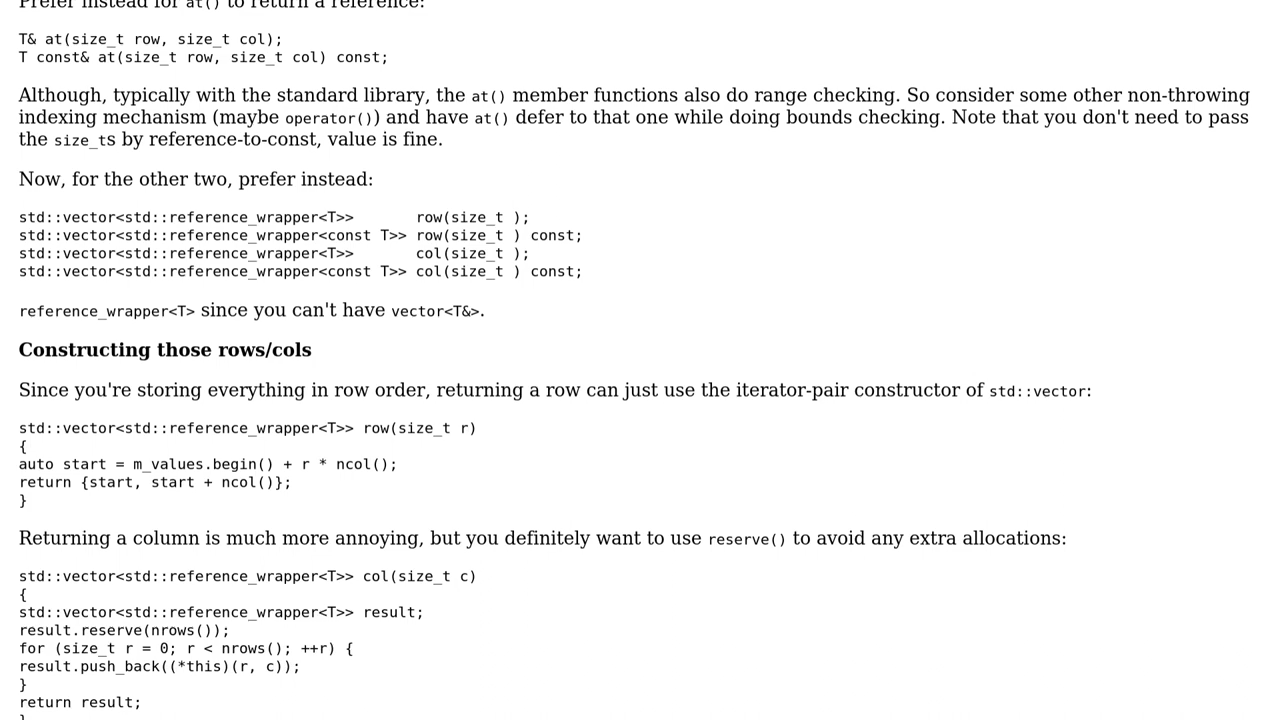 Prefer instead for at() to return a reference:
T& at(size_t row, size_t col);
T const& at(size_t row, size_t col) const;
Although, typically with the standard library, the at() member functions also do range checking. So consider some other non-throwing
indexing mechanism (maybe operator()) and have at() defer to that one while doing bounds checking. Note that you don't need to pass
the size_ts by reference-to-const, value is fine.
Now, for the other two, prefer instead:
std::vector<std::reference_wrapper<T>>       row(size_t );
std::vector<std::reference_wrapper<const T>> row(size_t ) const;
std::vector<std::reference_wrapper<T>>       col(size_t );
std::vector<std::reference_wrapper<const T>> col(size_t ) const;
reference_wrapper<T> since you can't have vector<T&>.
Constructing those rows/cols
Since you're storing everything in row order, returning a row can just use the iterator-pair constructor of std::vector:
std::vector<std::reference_wrapper<T>> row(size_t r)
{
auto start = m_values.begin() + r * ncol();
return {start, start + ncol()};
}
Returning a column is much more annoying, but you definitely want to use reserve() to avoid any extra allocations:
std::vector<std::reference_wrapper<T>> col(size_t c)
{
std::vector<std::reference_wrapper<T>> result;
result.reserve(nrows());
for (size_t r = 0; r < nrows(); ++r) {
result.push_back((*this)(r, c));
}
return result;
}